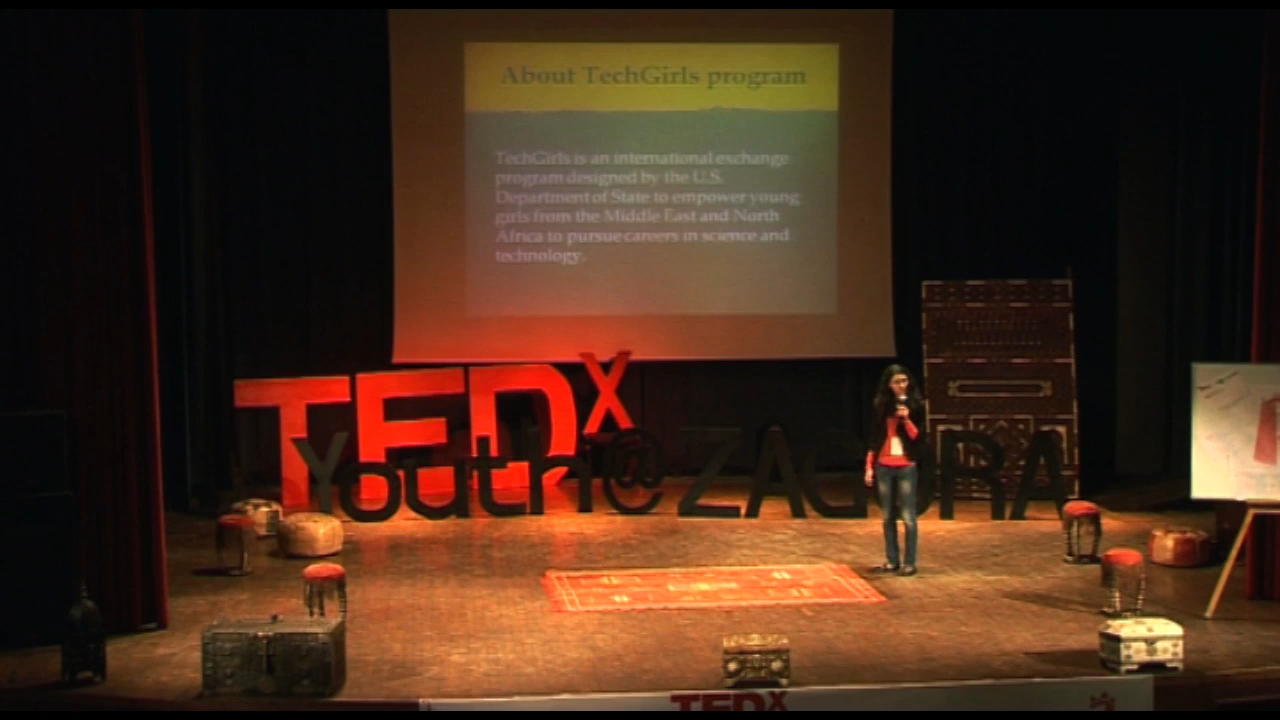 About TechGirls program
TechGirls is an international exchange
program designed by the U.S.
Department of State to empower young
girls from the Middle East and North
Africa to pursue careers in science and
technology.
TEDx
Youth@ZAGORA
TEDx